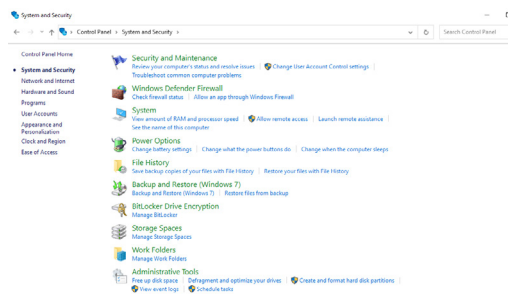 System and Security
Control Panel > System and Security >
Search Control Panel
Control Panel Home
System and Security
Network and Internet
Hardware and Sound
Programs
User Accounts
Appearance and
Personalization
Clock and Region
Ease of Access
Security and Maintenance
Review your computer's status and resolve issues | Change User Account Control settings |
Troubleshoot common computer problems
Windows Defender Firewall
Check firewall status | Allow an app through Windows Firewall
System
View amount of RAM and processor speed | Allow remote access | Launch remote assistance |
See the name of this computer
Power Options
Change battery settings | Change what the power buttons do | Change when the computer sleeps
File History
Save backup copies of your files with File History | Restore your files with File History
Backup and Restore (Windows 7)
Backup and Restore (Windows 7) | Restore files from backup
BitLocker Drive Encryption
Manage BitLocker
Storage Spaces
Manage Storage Spaces
Work Folders
Manage Work Folders
Administrative Tools
Free up disk space | Defragment and optimize your drives | Create and format hard disk partitions |
View event logs | Schedule tasks